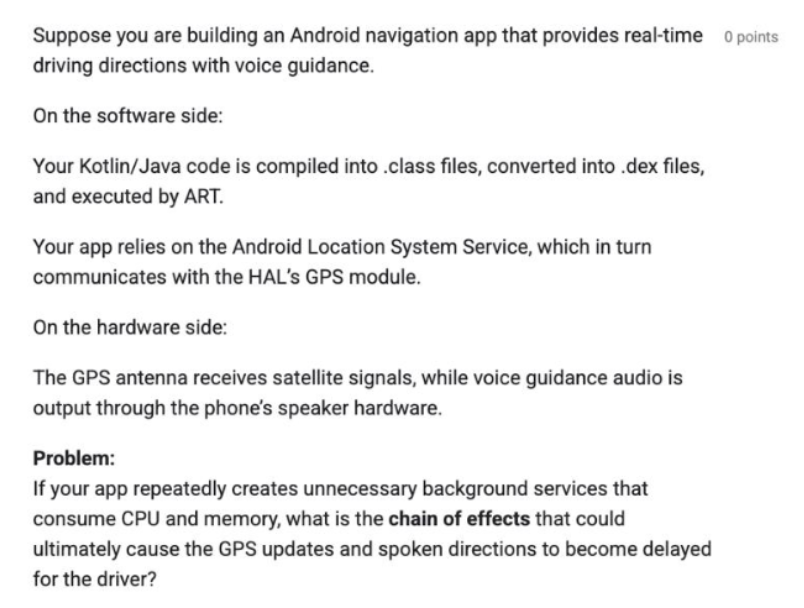 Suppose you are building an Android navigation app that provides real-time 0 points
driving directions with voice guidance.
On the software side:
Your Kotlin/Java code is compiled into .class files, converted into .dex files,
and executed by ART.
Your app relies on the Android Location System Service, which in turn
communicates with the HAL’s GPS module.
On the hardware side:
The GPS antenna receives satellite signals, while voice guidance audio is
output through the phone’s speaker hardware.
Problem:
If your app repeatedly creates unnecessary background services that
consume CPU and memory, what is the chain of effects that could
ultimately cause the GPS updates and spoken directions to become delayed
for the driver?